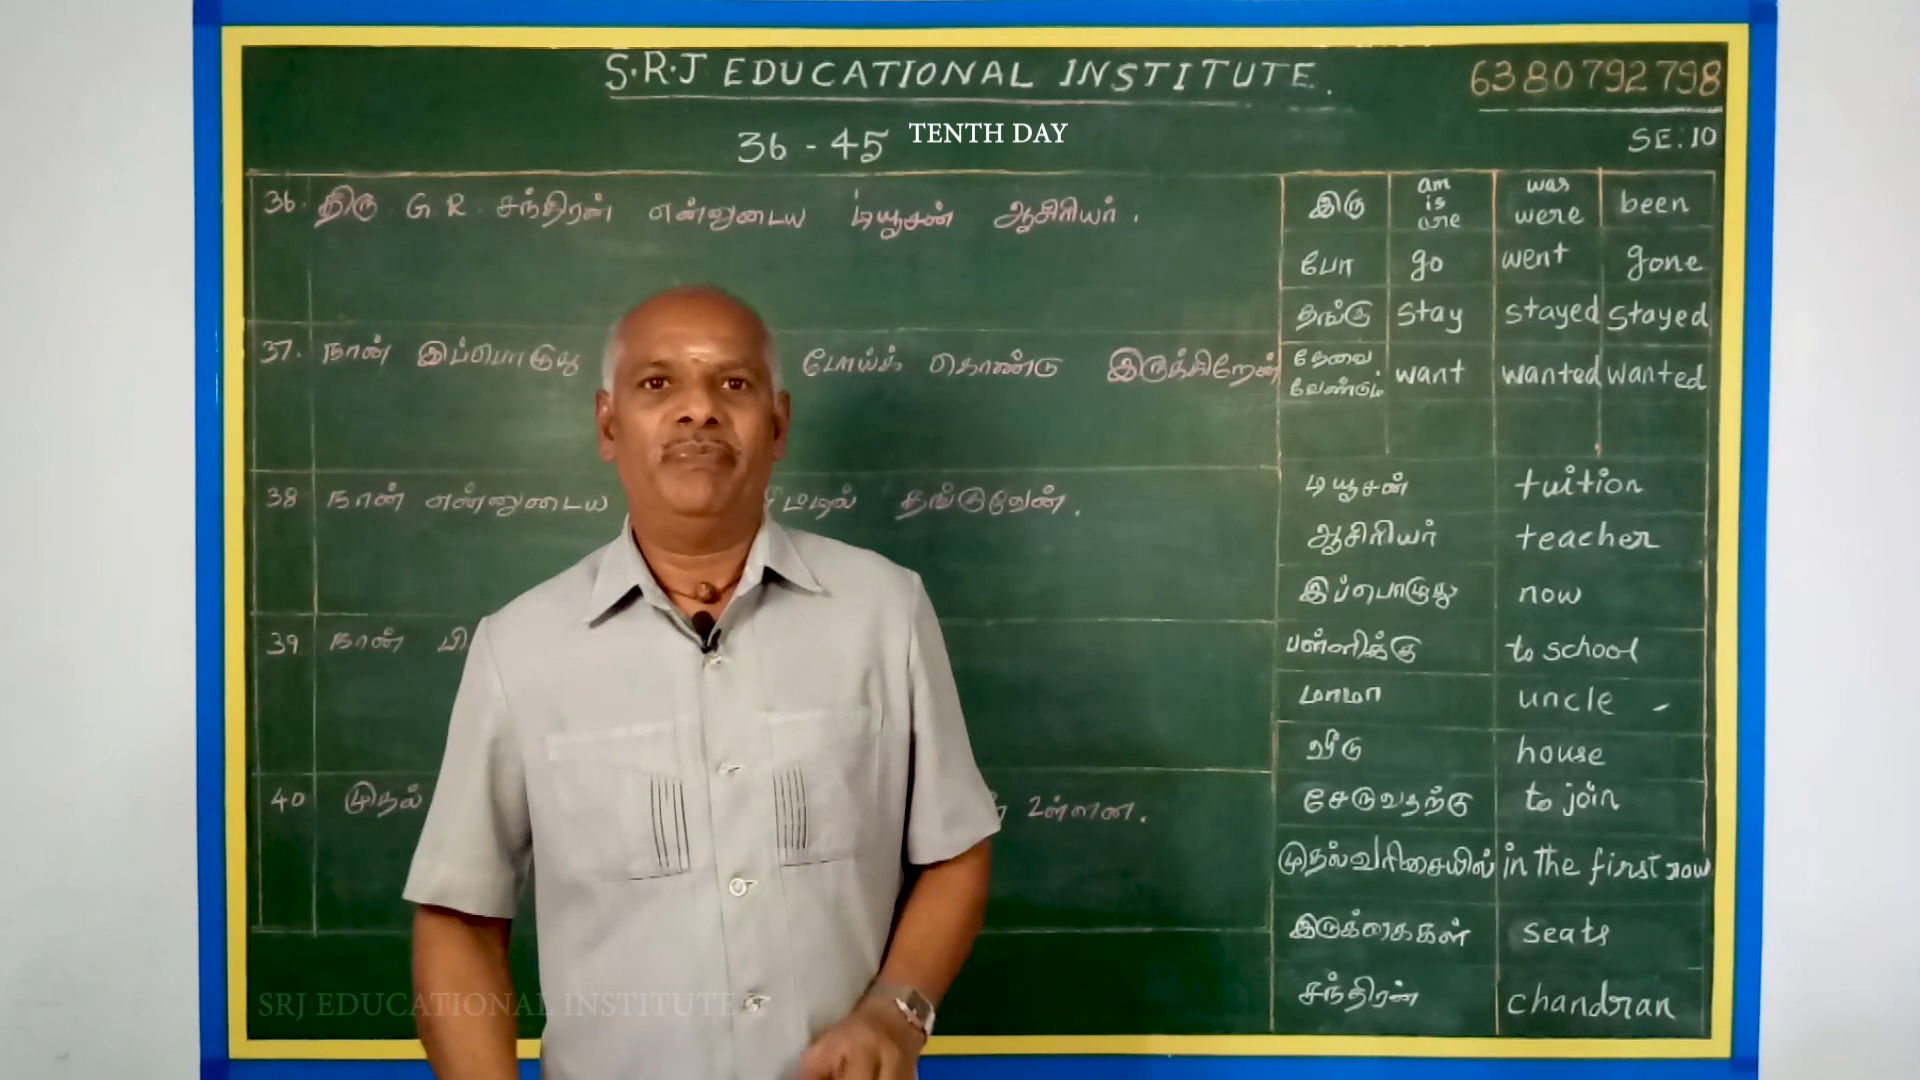 S.R.J EDUCATIONAL INSTITUTE.
6380792798
36 - 45 TENTH DAY
SE:10
36. திரு G.R. சந்திரன் என்னுடைய டியூசன் ஆசிரியர்.
37. நான் இப்பொழுது போய்க் கொண்டு இருக்கிறேன்
38 நான் என்னுடைய தங்குவேன்.
39 நான்
40 முதல் உள்ளன.
இரு am is are was were been
போ go went gone
தங்கு stay stayed stayed
தேவை வேண்டும் want wanted wanted
டியூசன் tuition
ஆசிரியர் teacher
இப்பொழுது now
பள்ளிக்கு to school
மாமா uncle
வீடு house
சேருவதற்கு to join
முதல்வரிசையில் in the first row
இருக்கைகள் seats
சந்திரன் chandran
SRJ EDUCATIONAL INSTITUTE